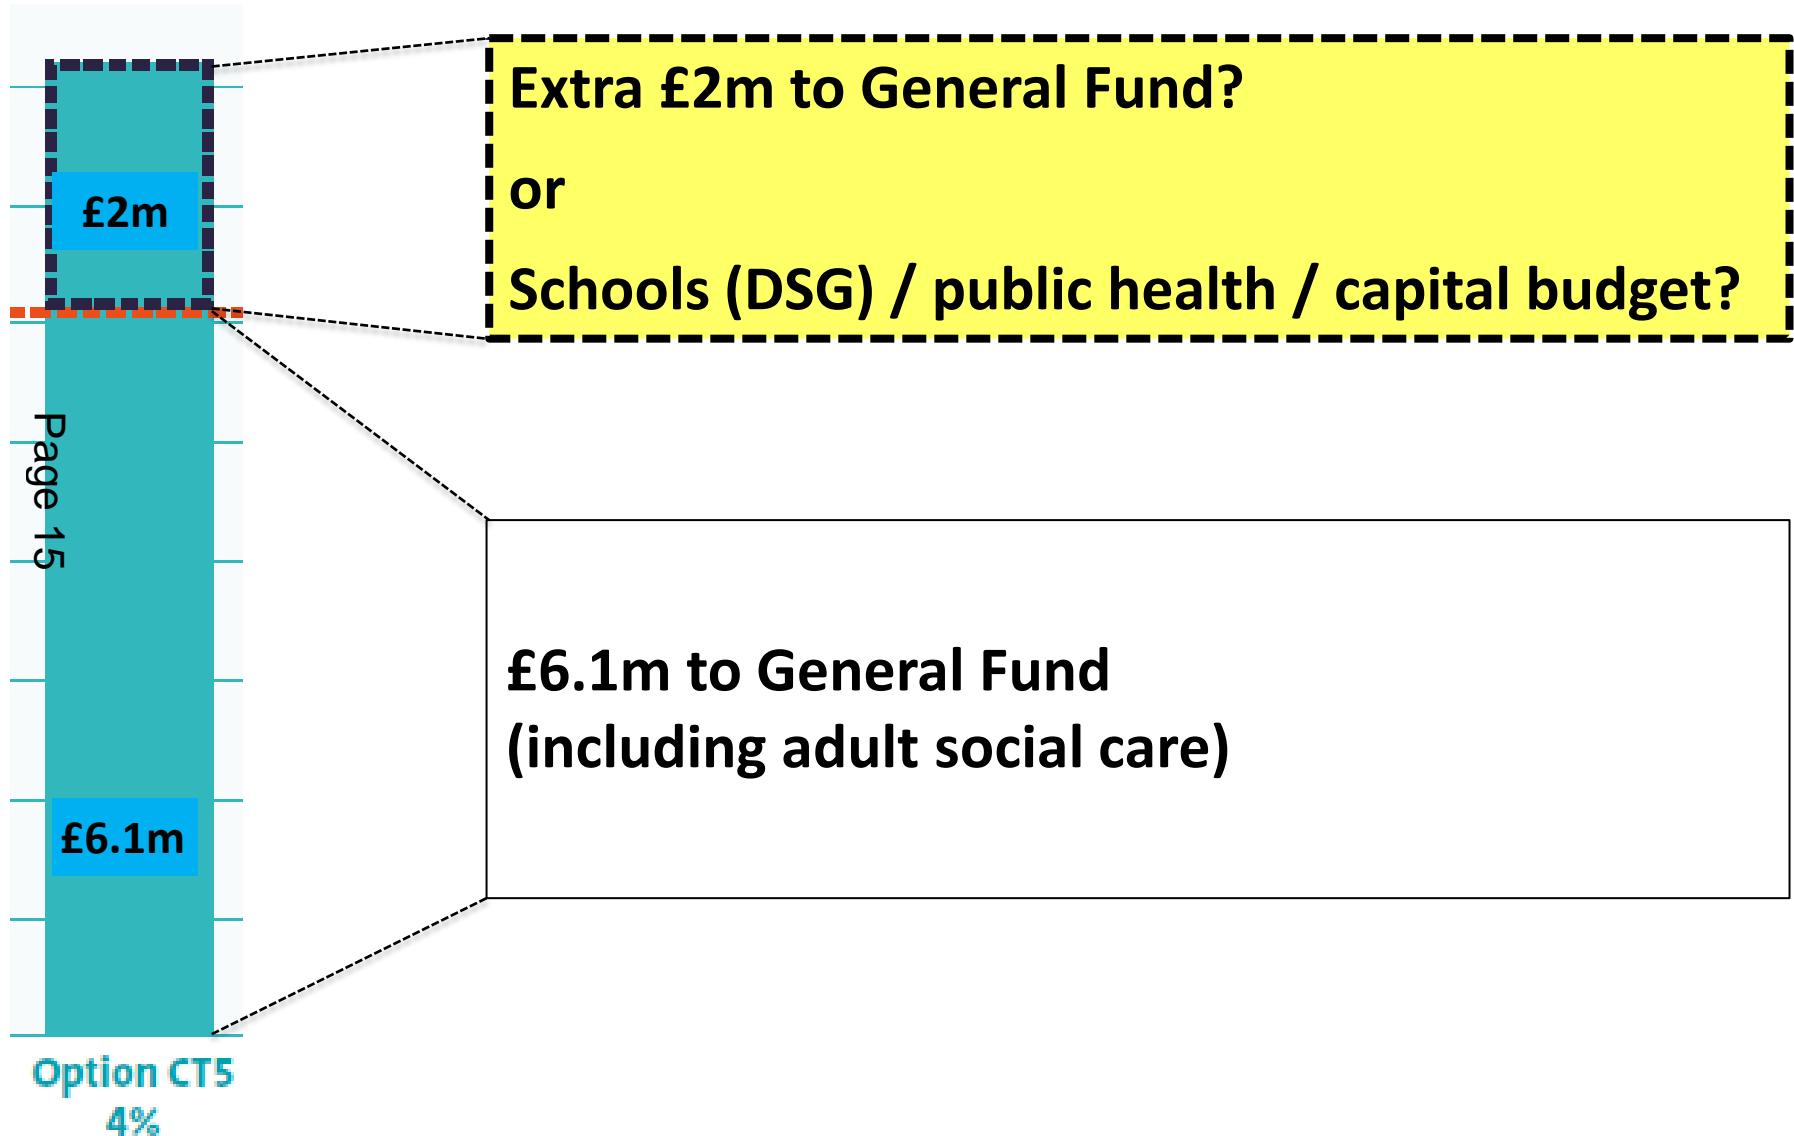 £2m
Extra £2m to General Fund?
or
Schools (DSG) / public health / capital budget?
Page 15
£6.1m to General Fund
(including adult social care)
£6.1m
Option CT5
4%